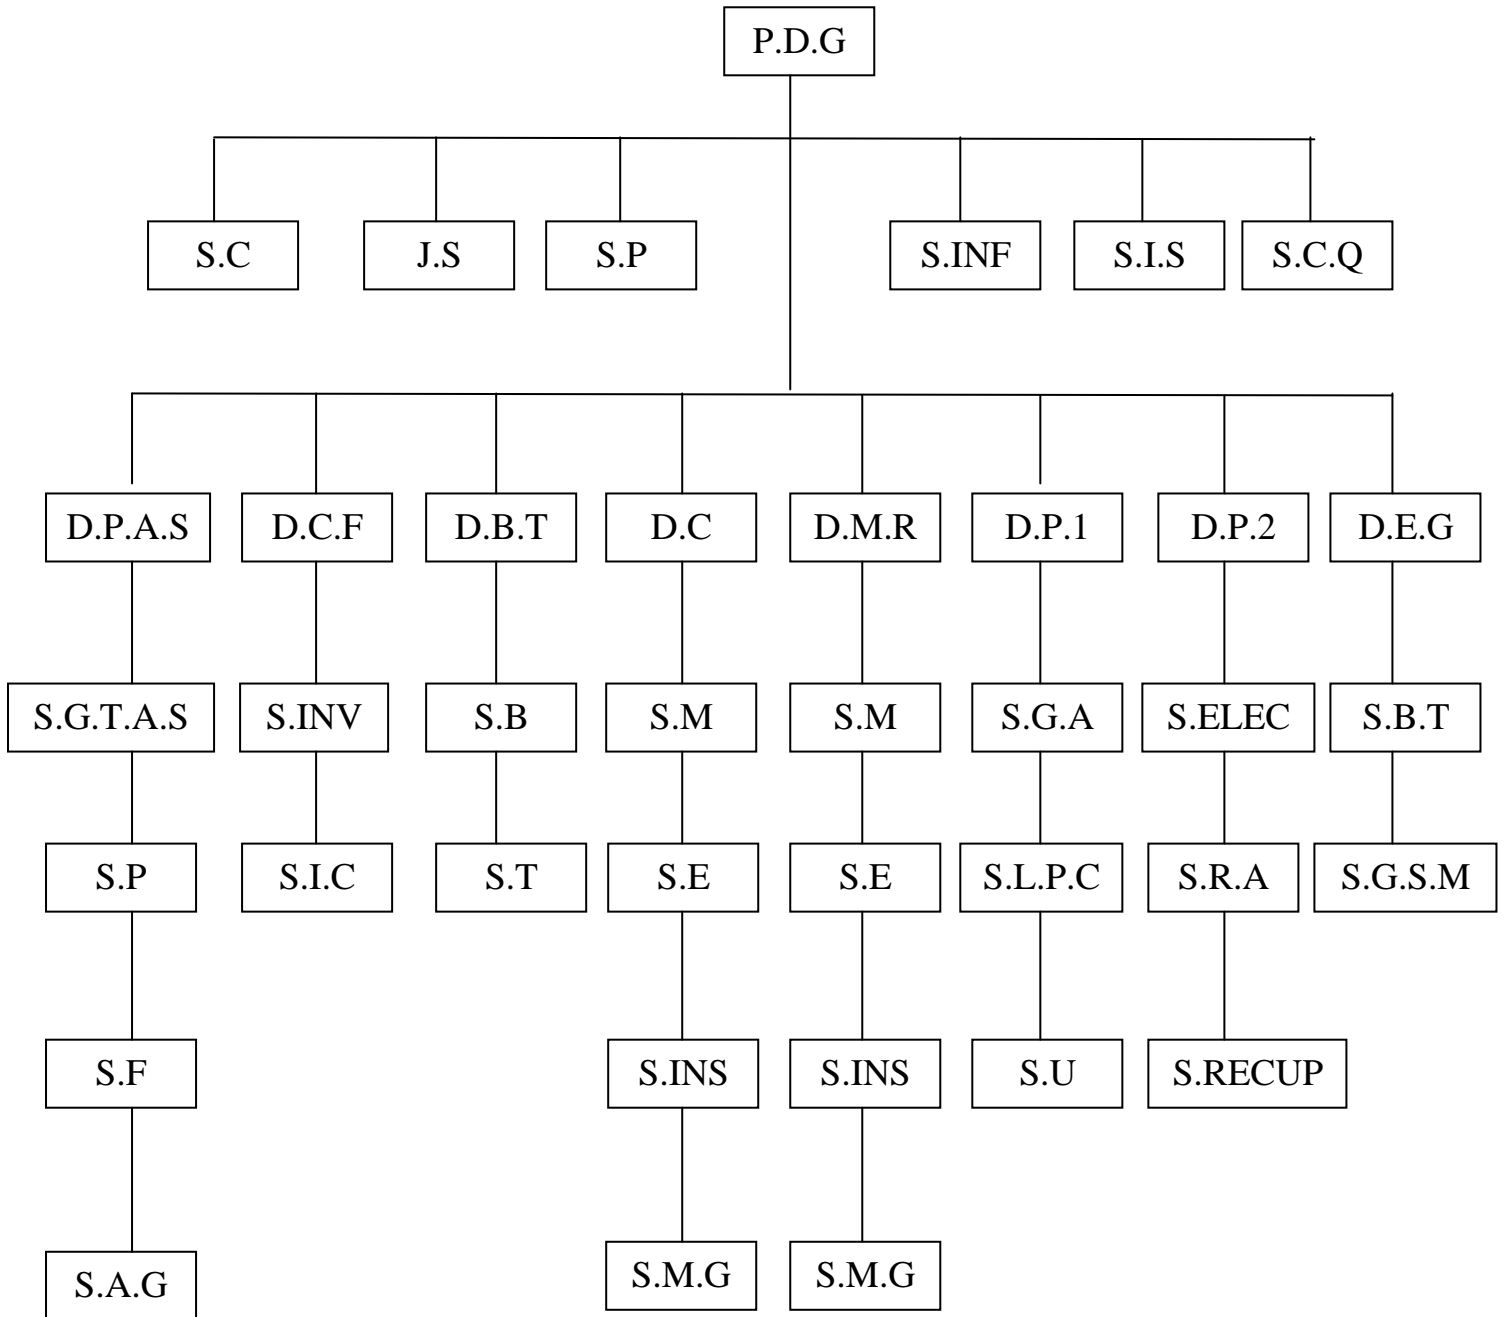 P.D.G
S.C J.S S.P S.INF S.I.S S.C.Q
D.P.A.S D.C.F D.B.T D.C D.M.R D.P.1 D.P.2 D.E.G
S.G.T.A.S S.INV S.B S.M S.M S.G.A S.ELEC S.B.T
S.P S.I.C S.T S.E S.E S.L.P.C S.R.A S.G.S.M
S.F S.INS S.INS S.U S.RECUP
S.A.G S.M.G S.M.G